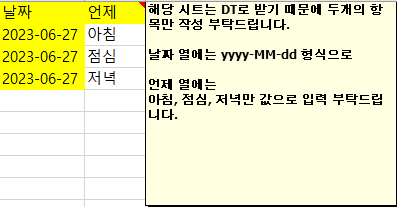 날짜 언제
2023-06-27 아침
2023-06-27 점심
2023-06-27 저녁
해당 시트는 DT로 받기 때문에 두개의 항
목만 작성 부탁드립니다.
날짜 열에는 yyyy-MM-dd 형식으로
언제 열에는
아침, 점심, 저녁만 값으로 입력 부탁드립
니다.